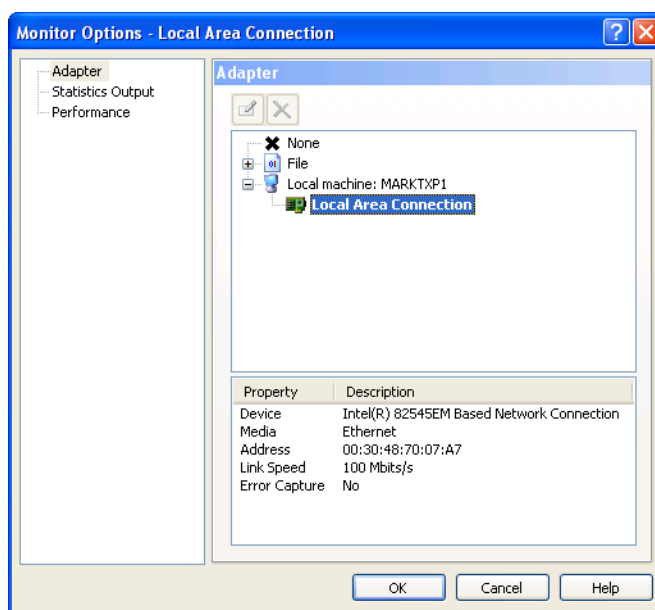 Monitor Options - Local Area Connection
Adapter
Statistics Output
Performance
Adapter
None
File
Local machine: MARKTXP1
Local Area Connection
Property Description
Device Intel(R) 82545EM Based Network Connection
Media Ethernet
Address 00:30:48:70:07:A7
Link Speed 100 Mbits/s
Error Capture No
OK Cancel Help